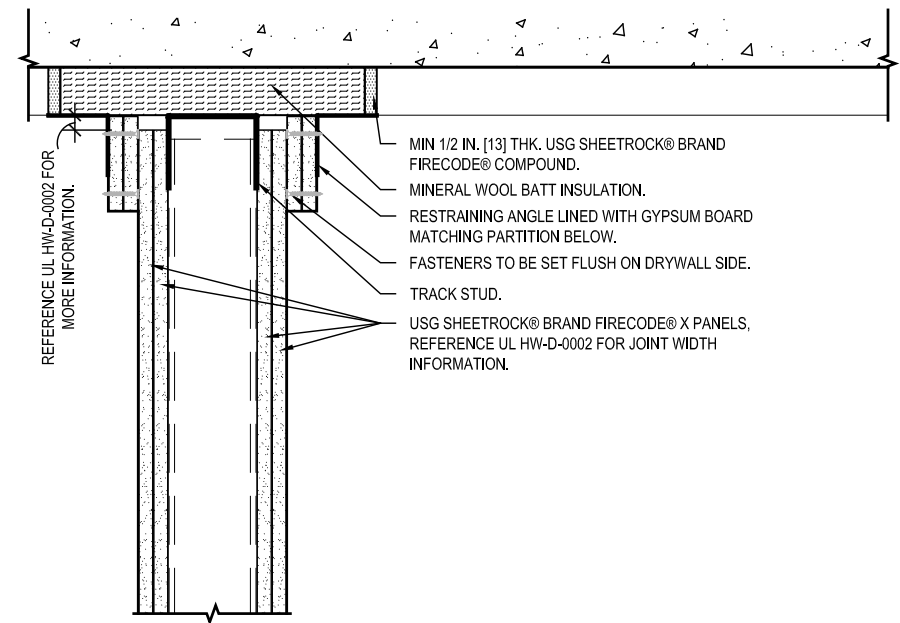 MIN 1/2 IN. [13] THK. USG SHEETROCK® BRAND
FIRECODE® COMPOUND.
MINERAL WOOL BATT INSULATION.
RESTRAINING ANGLE LINED WITH GYPSUM BOARD
MATCHING PARTITION BELOW.
FASTENERS TO BE SET FLUSH ON DRYWALL SIDE.
TRACK STUD.
USG SHEETROCK® BRAND FIRECODE® X PANELS,
REFERENCE UL HW-D-0002 FOR JOINT WIDTH
INFORMATION.
REFERENCE UL HW-D-0002 FOR
MORE INFORMATION.